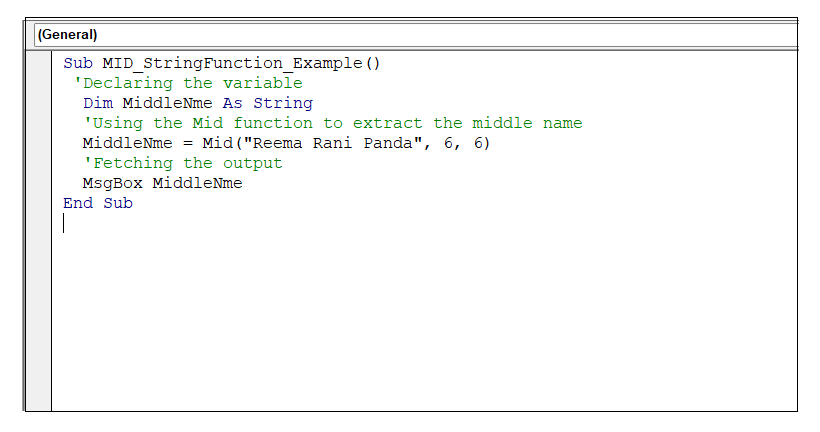 (General)
Sub MID_StringFunction_Example()
'Declaring the variable
Dim MiddleNme As String
'Using the Mid function to extract the middle name
MiddleNme = Mid("Reema Rani Panda", 6, 6)
'Fetching the output
MsgBox MiddleNme
End Sub